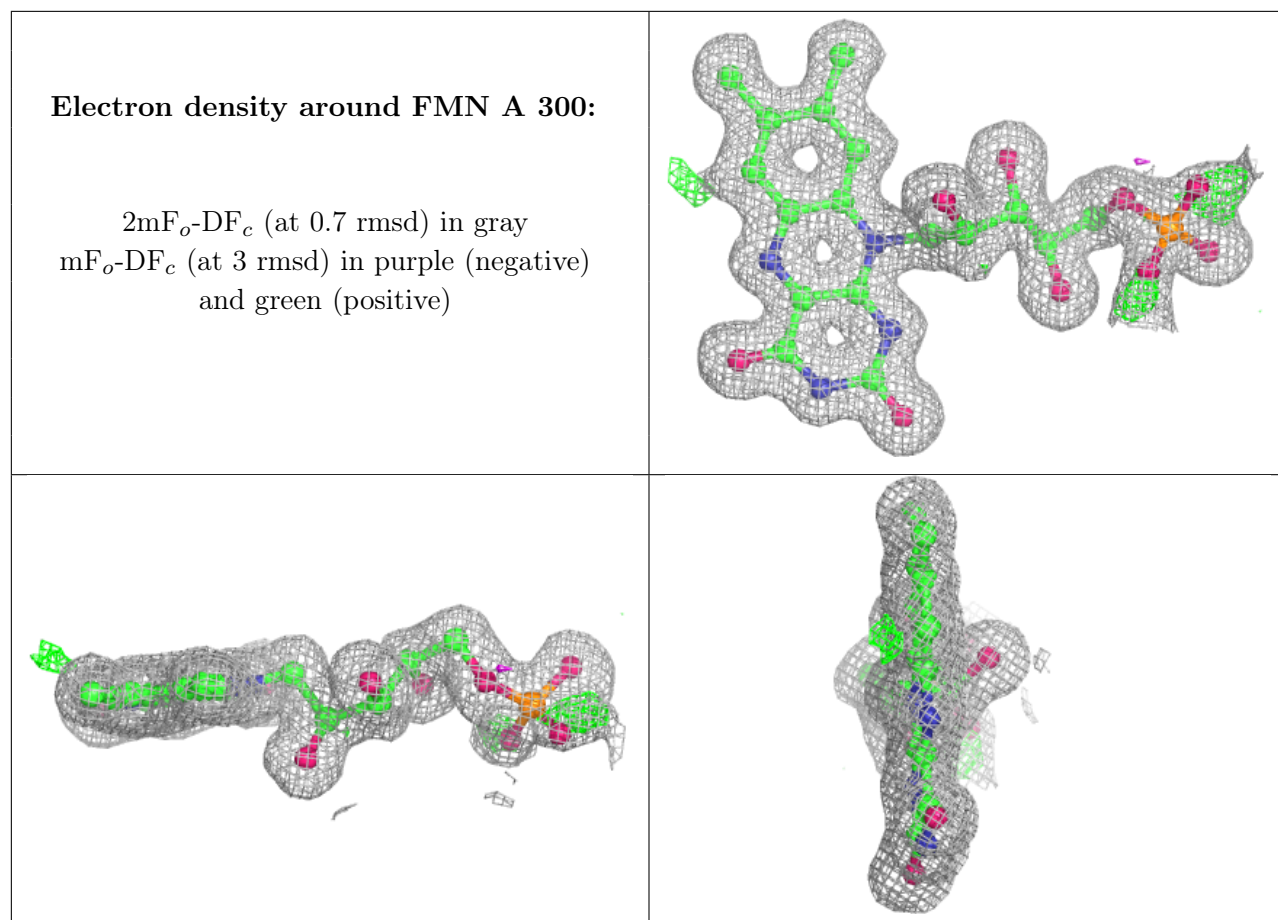 Electron density around FMN A 300:
2mFo-DFc (at 0.7 rmsd) in gray
mFo-DFc (at 3 rmsd) in purple (negative)
and green (positive)